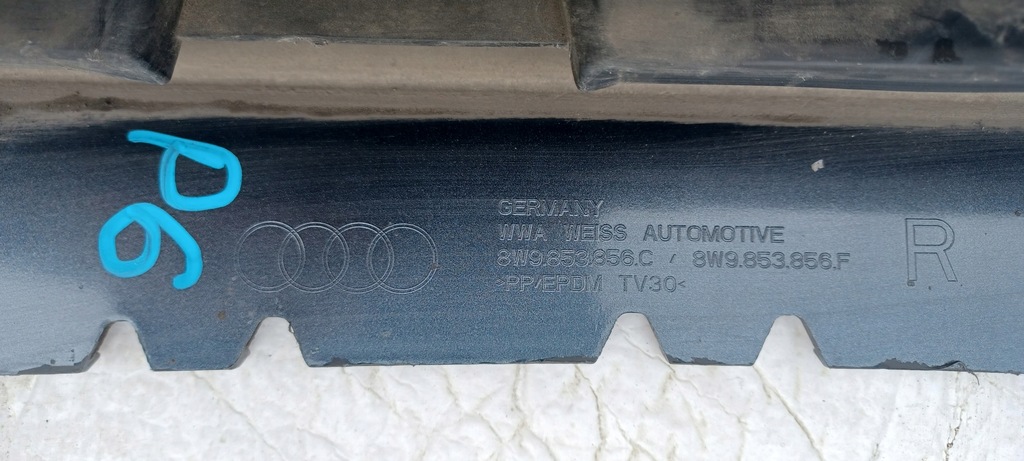 GERMANY
WWA WEISS AUTOMOTIVE
8W9.853.856.C / 8W9.853.856.F
>PP/EPDM TV30<
R